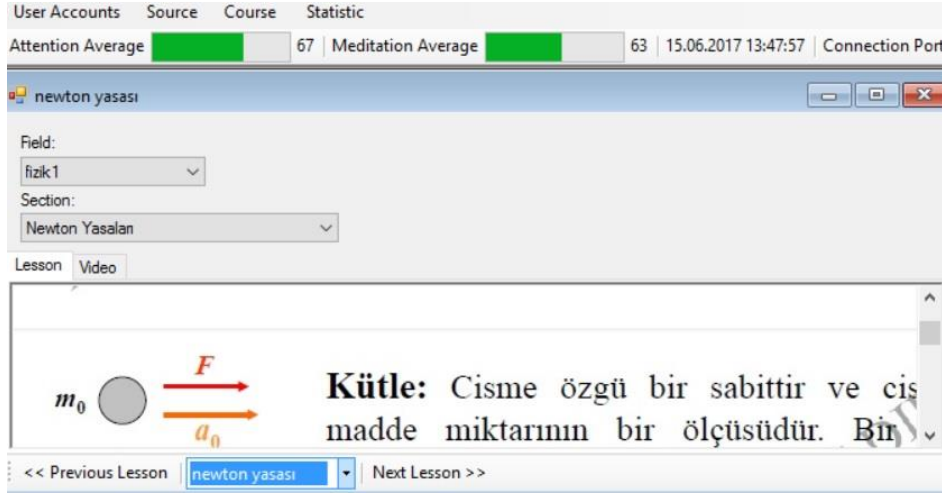 User Accounts Source Course Statistic
Attention Average 67 Meditation Average 63 15.06.2017 13:47:57 Connection Port
newton yasası
Field:
fizik1
Section:
Newton Yasaları
Lesson Video
F
m0
a0
Kütle: Cisme özgü bir sabittir ve cis
madde miktarının bir ölçüsüdür. Bir
<< Previous Lesson newton yasası Next Lesson >>